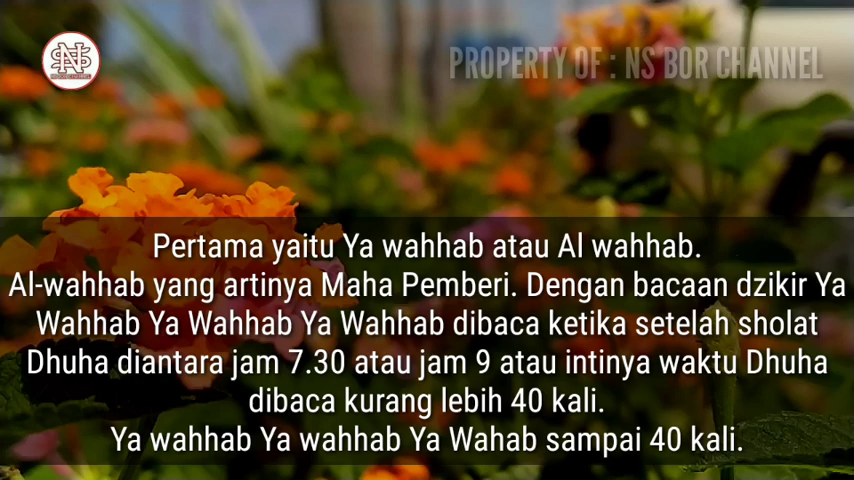 PROPERTY OF : NS BOR CHANNEL
Pertama yaitu Ya wahhab atau Al wahhab.
Al-wahhab yang artinya Maha Pemberi. Dengan bacaan dzikir Ya
Wahhab Ya Wahhab Ya Wahhab dibaca ketika setelah sholat
Dhuha diantara jam 7.30 atau jam 9 atau intinya waktu Dhuha
dibaca kurang lebih 40 kali.
Ya wahhab Ya wahhab Ya Wahab sampai 40 kali.